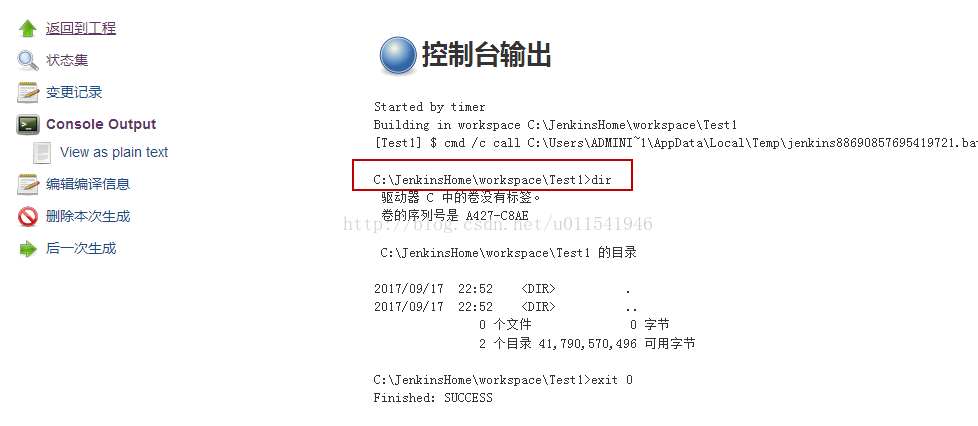 返回到工程
状态集
变更记录
Console Output
View as plain text
编辑编译信息
删除本次生成
后一次生成
控制台输出
Started by timer
Building in workspace C:\JenkinsHome\workspace\Test1
[Test1] $ cmd /c call C:\Users\ADMINI~1\AppData\Local\Temp\jenkins88690857695419721.ba
C:\JenkinsHome\workspace\Test1>dir
驱动器 C 中的卷没有标签。
卷的序列号是 A427-C8AE
http://blog.csdn.net/u011541946
C:\JenkinsHome\workspace\Test1 的目录
2017/09/17 22:52 <DIR> .
2017/09/17 22:52 <DIR> ..
0 个文件 0 字节
2 个目录 41,790,570,496 可用字节
C:\JenkinsHome\workspace\Test1>exit 0
Finished: SUCCESS